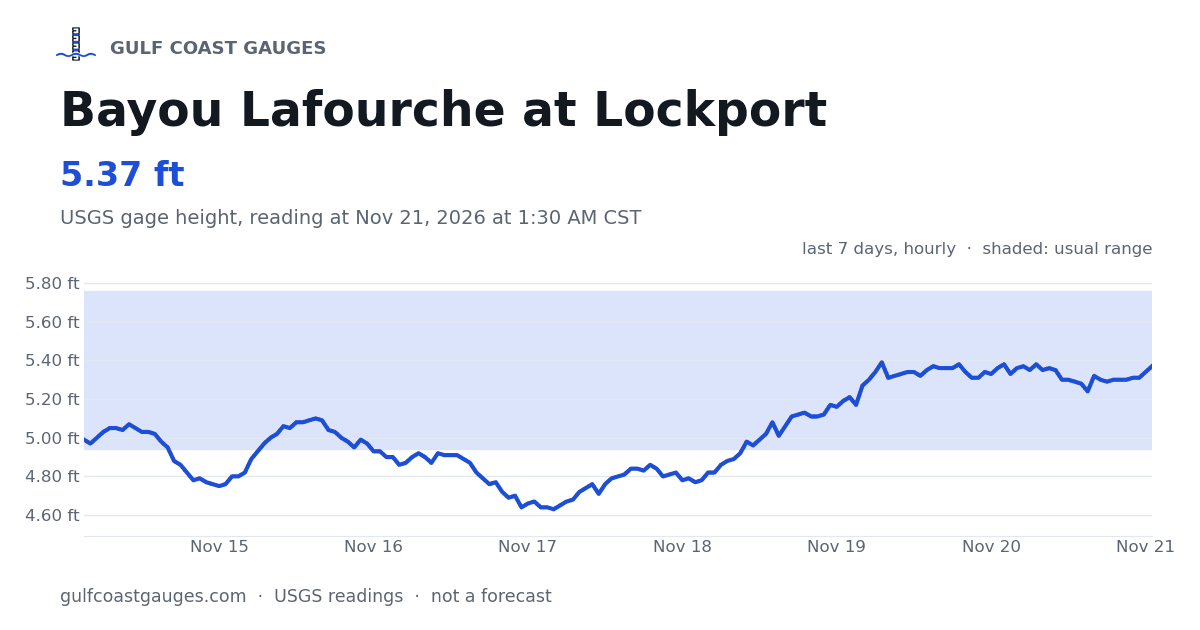 GULF COAST GAUGES
Bayou Lafourche at Lockport
5.37 ft
USGS gage height, reading at Nov 21, 2026 at 1:30 AM CST
last 7 days, hourly · shaded: usual range
5.80 ft
5.60 ft
5.40 ft
5.20 ft
5.00 ft
4.80 ft
4.60 ft
Nov 15 Nov 16 Nov 17 Nov 18 Nov 19 Nov 20 Nov 21
gulfcoastgauges.com · USGS readings · not a forecast